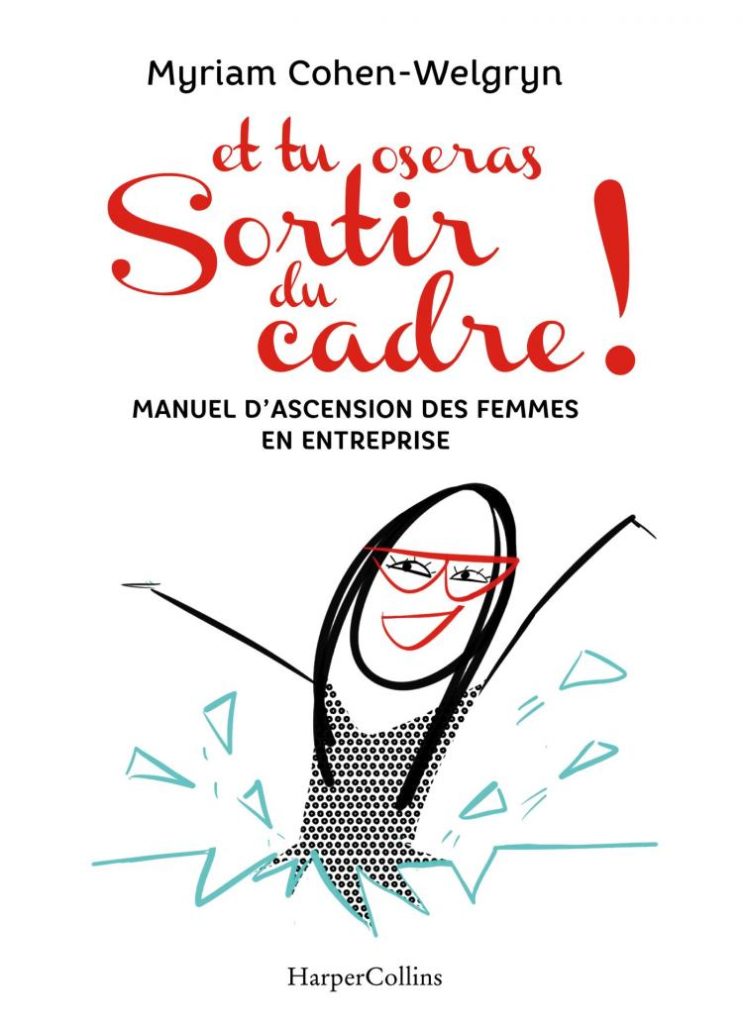 Myriam Cohen-Welgryn
et tu oseras
Sortir
du
cadre !
MANUEL D’ASCENSION DES FEMMES
EN ENTREPRISE
HarperCollins